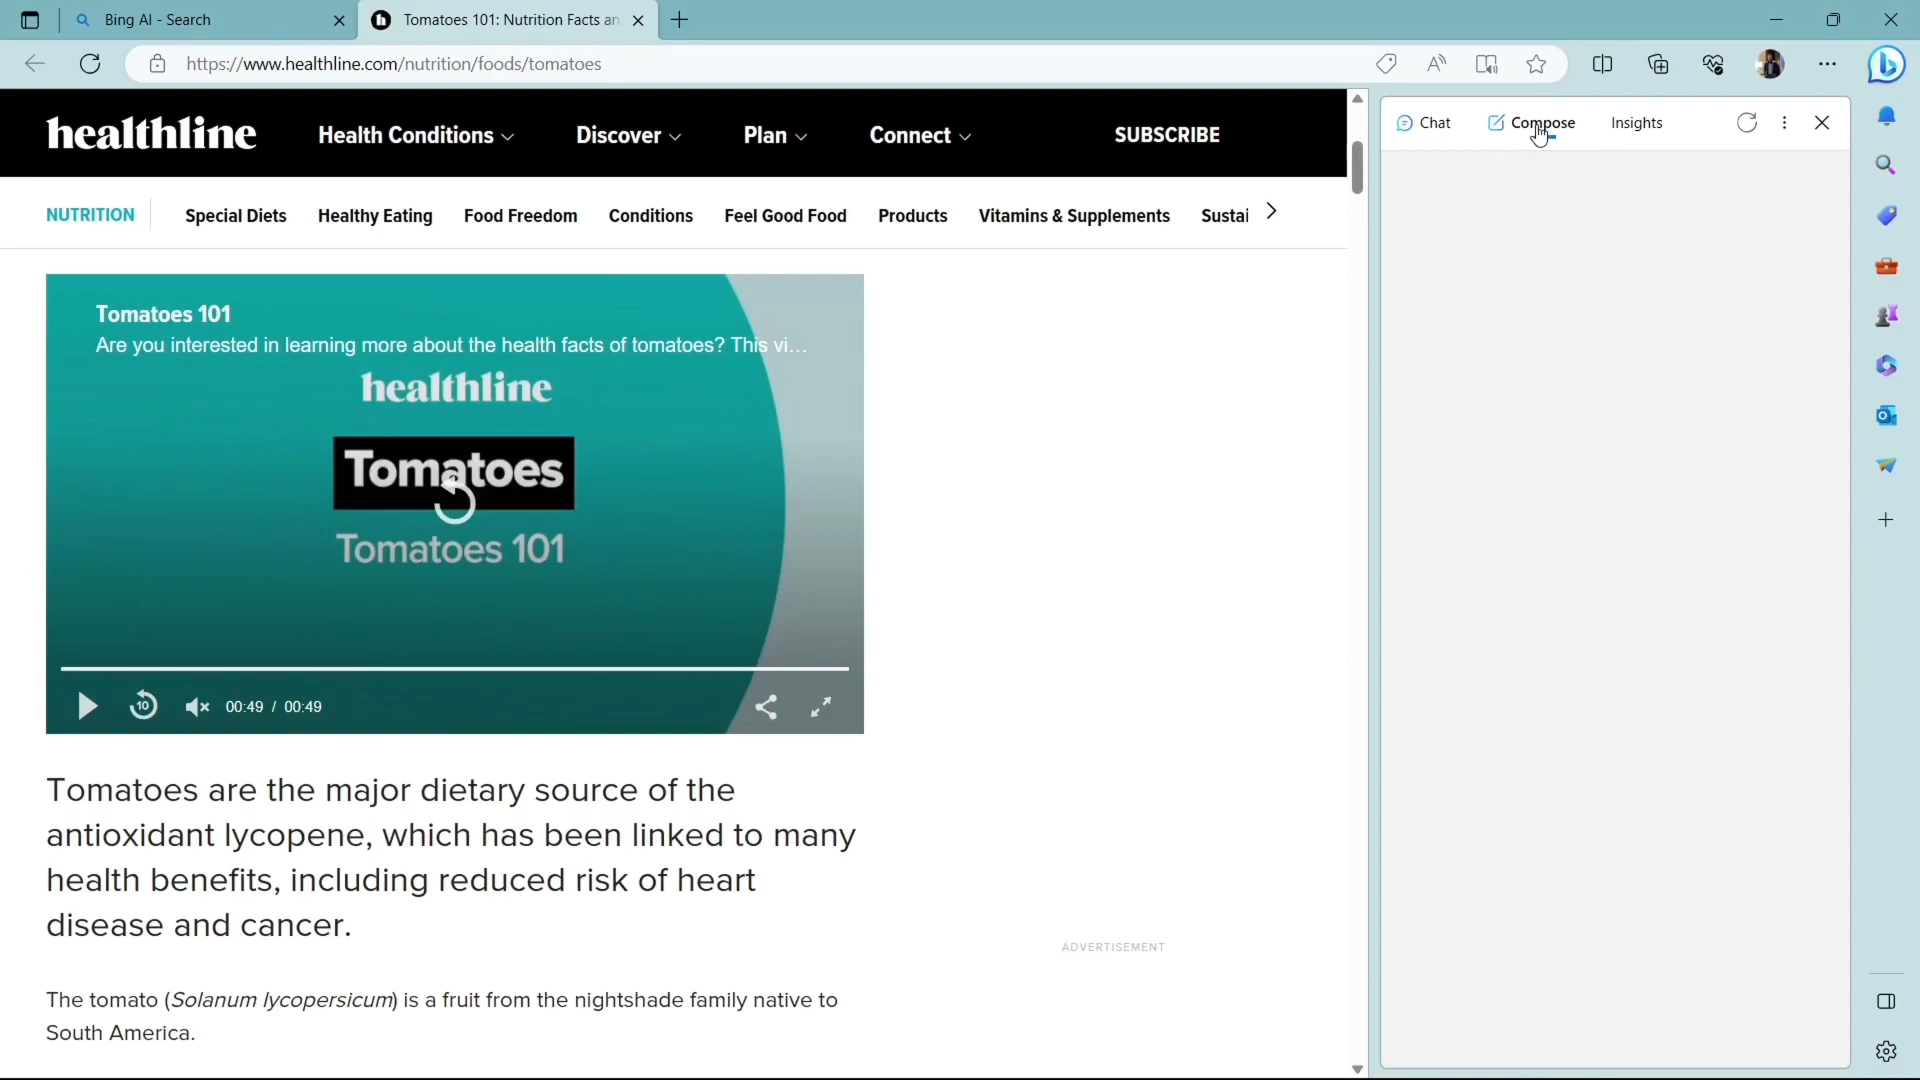 Bing AI - Search
Tomatoes 101: Nutrition Facts an
https://www.healthline.com/nutrition/foods/tomatoes
Chat
Compose
Insights
healthline
Health Conditions
Discover
Plan
Connect
SUBSCRIBE
NUTRITION
Special Diets
Healthy Eating
Food Freedom
Conditions
Feel Good Food
Products
Vitamins & Supplements
Sustai
Tomatoes 101
Are you interested in learning more about the health facts of tomatoes? This vi...
healthline
Tomatoes
Tomatoes 101
10
00:49 / 00:49
Tomatoes are the major dietary source of the
antioxidant lycopene, which has been linked to many
health benefits, including reduced risk of heart
disease and cancer.
ADVERTISEMENT
The tomato (Solanum lycopersicum) is a fruit from the nightshade family native to
South America.